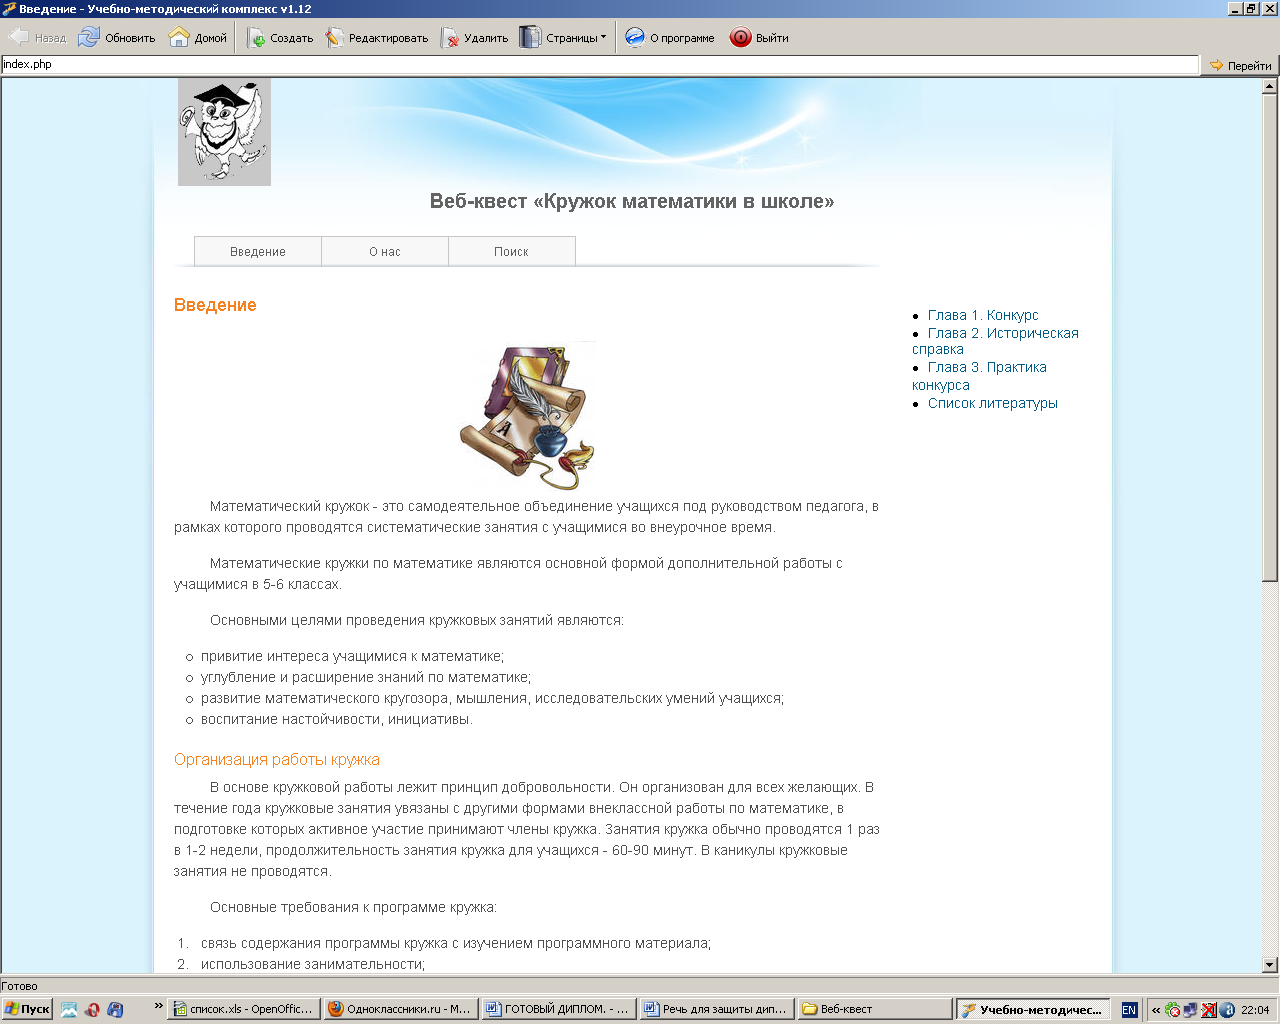 Введение - Учебно-методический комплекс v1.12
Назад Обновить Домой Создать Редактировать Удалить Страницы О программе Выйти
index.php Перейти
Веб-квест «Кружок математики в школе»
Введение О нас Поиск
Введение
Математический кружок - это самодеятельное объединение учащихся под руководством педагога, в
рамках которого проводятся систематические занятия с учащимися во внеурочное время.
Математические кружки по математике являются основной формой дополнительной работы с
учащимися в 5-6 классах.
Основными целями проведения кружковых занятий являются:
привитие интереса учащимися к математике;
углубление и расширение знаний по математике;
развитие математического кругозора, мышления, исследовательских умений учащихся;
воспитание настойчивости, инициативы.
Организация работы кружка
В основе кружковой работы лежит принцип добровольности. Он организован для всех желающих. В
течение года кружковые занятия увязаны с другими формами внеклассной работы по математике, в
подготовке которых активное участие принимают члены кружка. Занятия кружка обычно проводятся 1 раз
в 1-2 недели, продолжительность занятия кружка для учащихся - 60-90 минут. В каникулы кружковые
занятия не проводятся.
Основные требования к программе кружка:
1. связь содержания программы кружка с изучением программного материала;
2. использование занимательности;
Глава 1. Конкурс
Глава 2. Историческая
справка
Глава 3. Практика
конкурса
Список литературы
A
Готово
Пуск » список.xls - OpenOffic... Одноклассники.ru - M... ГОТОВЫЙ ДИПЛОМ. - ... Речь для защиты дип... Веб-квест Учебно-методичес... EN « 22:04